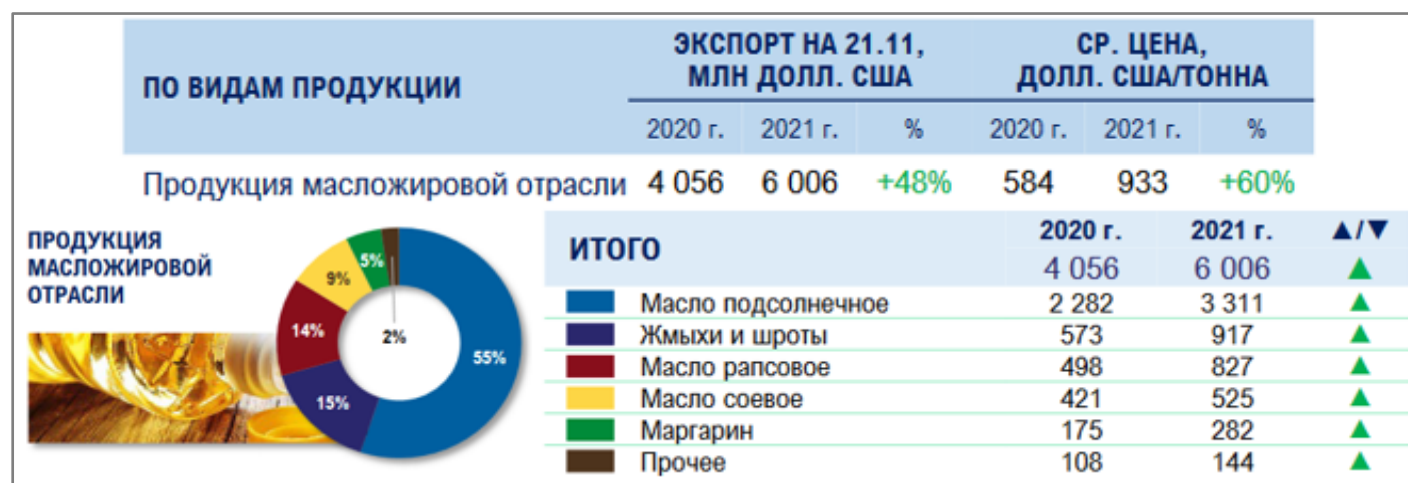 ПО ВИДАМ ПРОДУКЦИИ
ЭКСПОРТ НА 21.11,
МЛН ДОЛЛ. США
СР. ЦЕНА,
ДОЛЛ. США/ТОННА
2020 г. 2021 г. % 2020 г. 2021 г. %
Продукция масложировой отрасли 4 056 6 006 +48% 584 933 +60%
ПРОДУКЦИЯ
МАСЛОЖИРОВОЙ
ОТРАСЛИ
5%
9%
14%
2%
55%
15%
ИТОГО 2020 г. 2021 г. ▲/▼
4 056 6 006 ▲
Масло подсолнечное 2 282 3 311 ▲
Жмыхи и шроты 573 917 ▲
Масло рапсовое 498 827 ▲
Масло соевое 421 525 ▲
Маргарин 175 282 ▲
Прочее 108 144 ▲